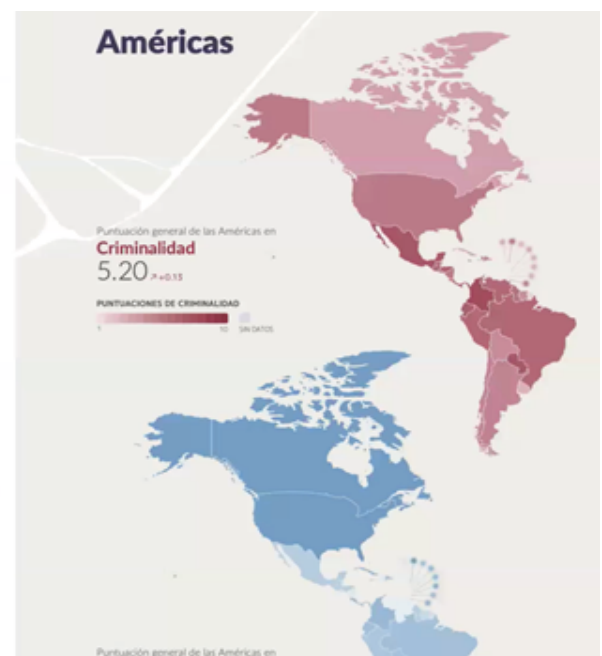 Américas
Puntuación general de las Américas en
Criminalidad
5.20 ↗+0.13
PUNTUACIONES DE CRIMINALIDAD
1 10 SIN DATOS
Puntuación general de las Américas en